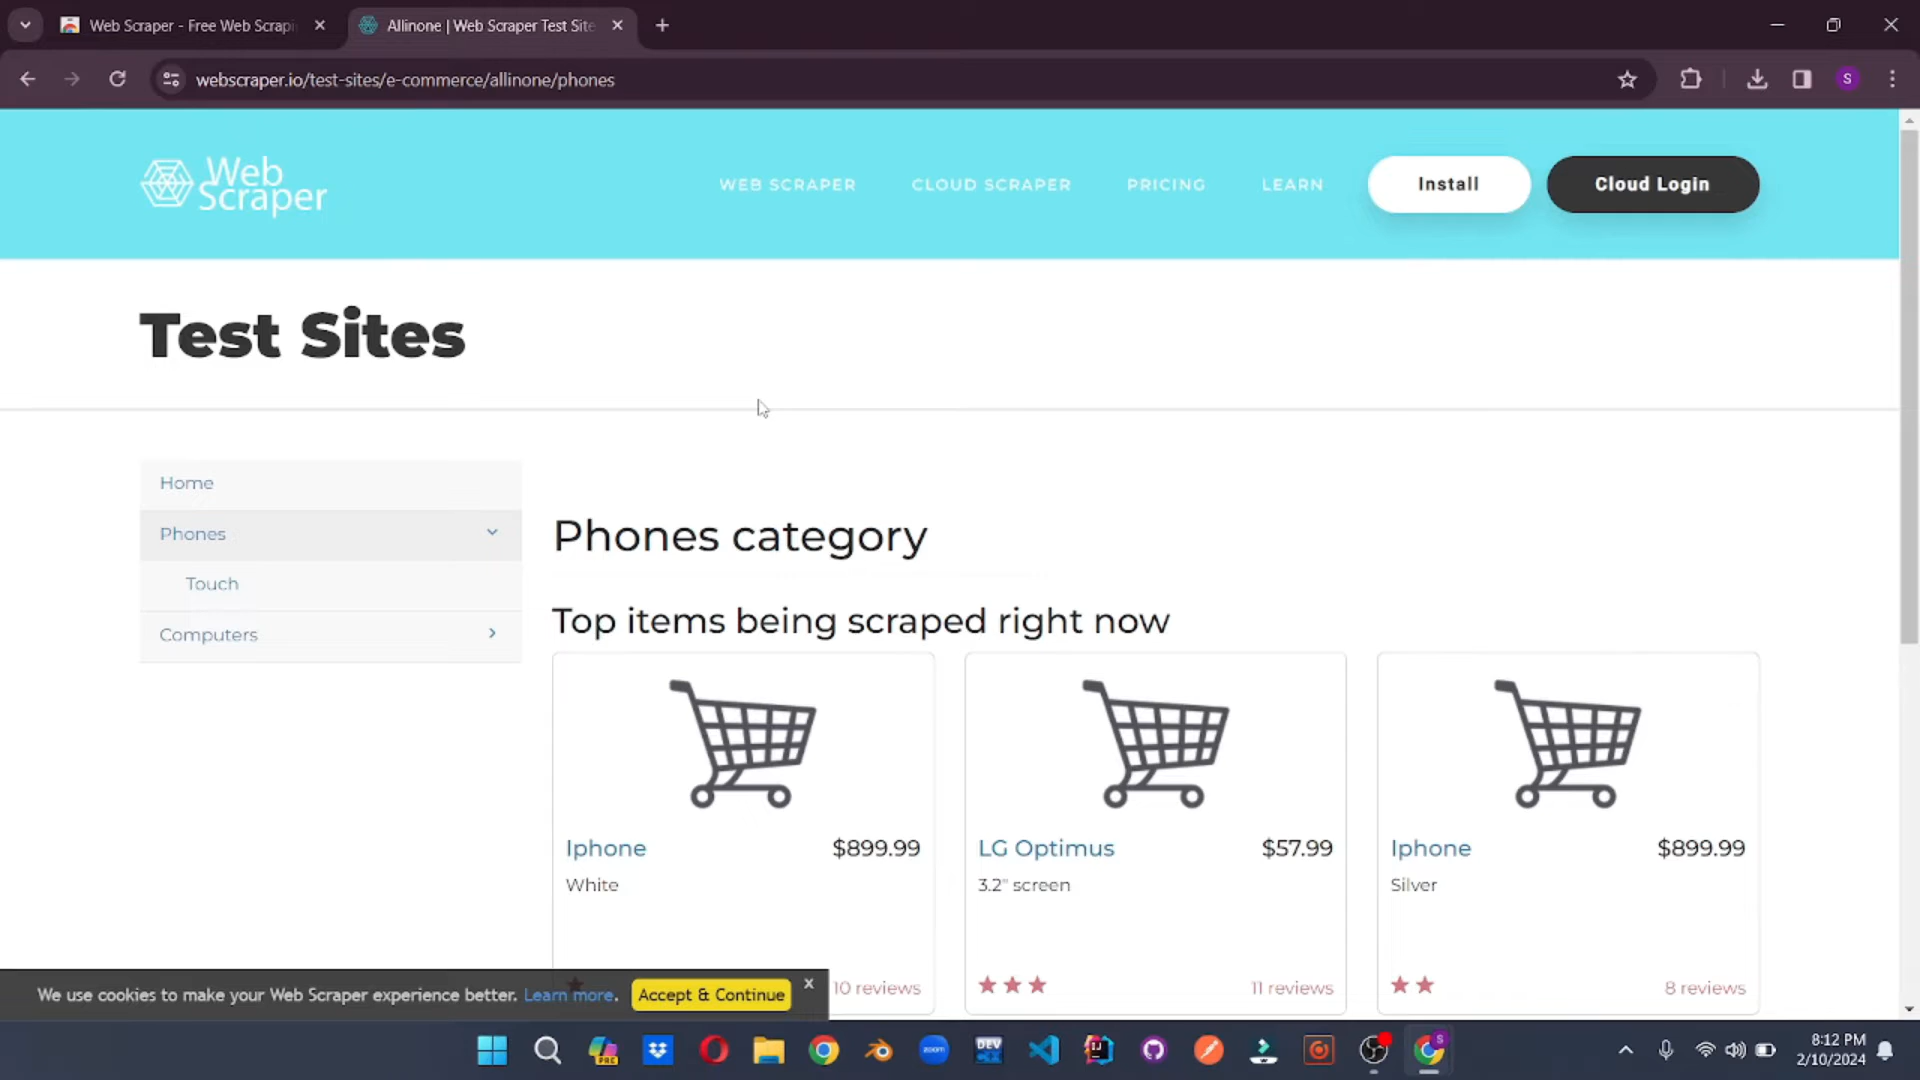 Web Scraper - Free Web Scrapi
Allinone | Web Scraper Test Site
webscraper.io/test-sites/e-commerce/allinone/phones
S
Web
Scraper
WEB SCRAPER
CLOUD SCRAPER
PRICING
LEARN
Install
Cloud Login
Test Sites
Home
Phones
Touch
Computers
Phones category
Top items being scraped right now
Iphone $899.99
White
10 reviews
LG Optimus $57.99
3.2" screen
11 reviews
Iphone $899.99
Silver
8 reviews
We use cookies to make your Web Scraper experience better. Learn more.
Accept & Continue
x
PRE
zoom
DEV
S
8:12 PM
2/10/2024